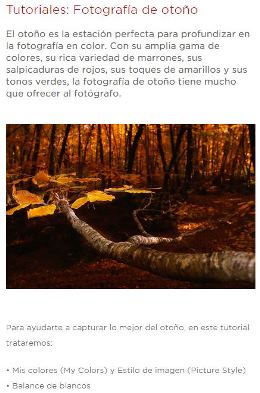 Tutoriales: Fotografía de otoño
El otoño es la estación perfecta para profundizar en
la fotografía en color. Con su amplia gama de
colores, su rica variedad de marrones, sus
salpicaduras de rojos, sus toques de amarillos y sus
tonos verdes, la fotografía de otoño tiene mucho
que ofrecer al fotógrafo.
Para ayudarte a capturar lo mejor del otoño, en este tutorial
trataremos:
• Mis colores (My Colors) y Estilo de imagen (Picture Style)
• Balance de blancos